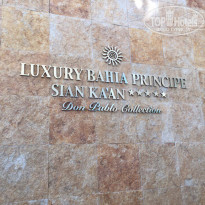 LUXURY BAHIA PRINCIPE
SIAN KA'AN ★★★★★
Don Pablo Collection